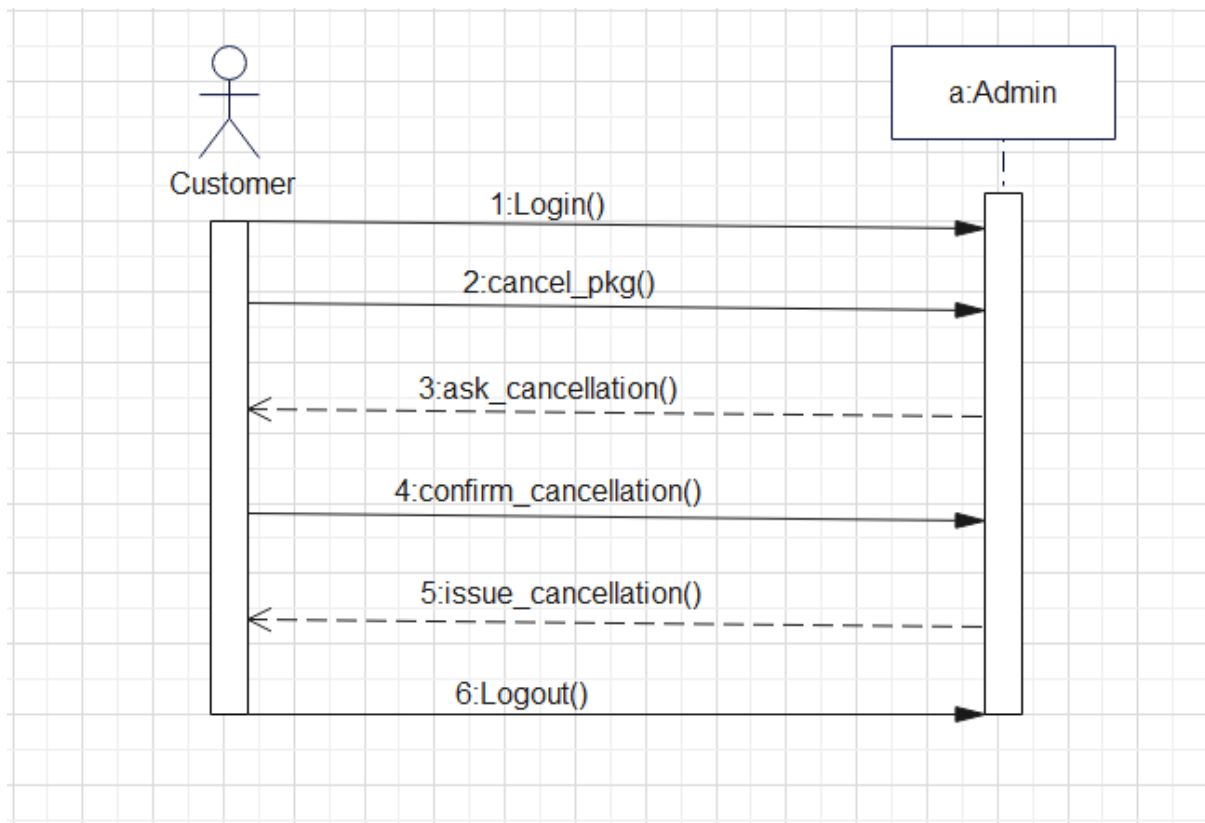 a:Admin
Customer
1:Login()
2:cancel_pkg()
3:ask_cancellation()
4:confirm_cancellation()
5:issue_cancellation()
6:Logout()